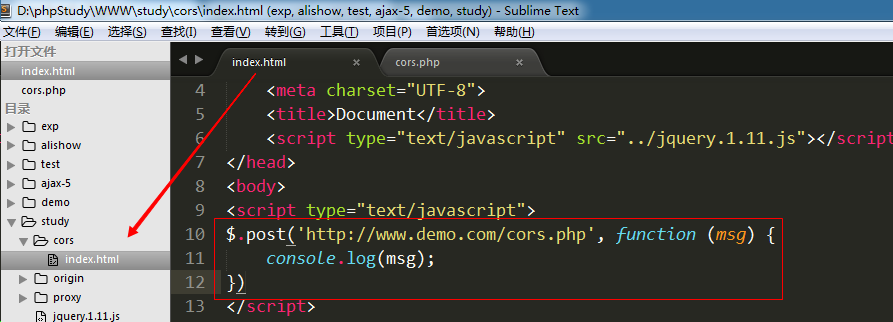 D:\phpStudy\WWW\study\cors\index.html (exp, alishow, test, ajax-5, demo, study) - Sublime Text
文件(F) 编辑(E) 选择(S) 查找(I) 查看(V) 转到(G) 工具(T) 项目(P) 首选项(N) 帮助(H)
打开文件
index.html
cors.php
目录
exp
alishow
test
ajax-5
demo
study
cors
index.html
origin
proxy
jquery.1.11.js
index.html ×
cors.php ×
4 <meta charset="UTF-8">
5 <title>Document</title>
6 <script type="text/javascript" src="../jquery.1.11.js"></script
7 </head>
8 <body>
9 <script type="text/javascript">
10 $.post('http://www.demo.com/cors.php', function (msg) {
11 console.log(msg);
12 })
13 </script>